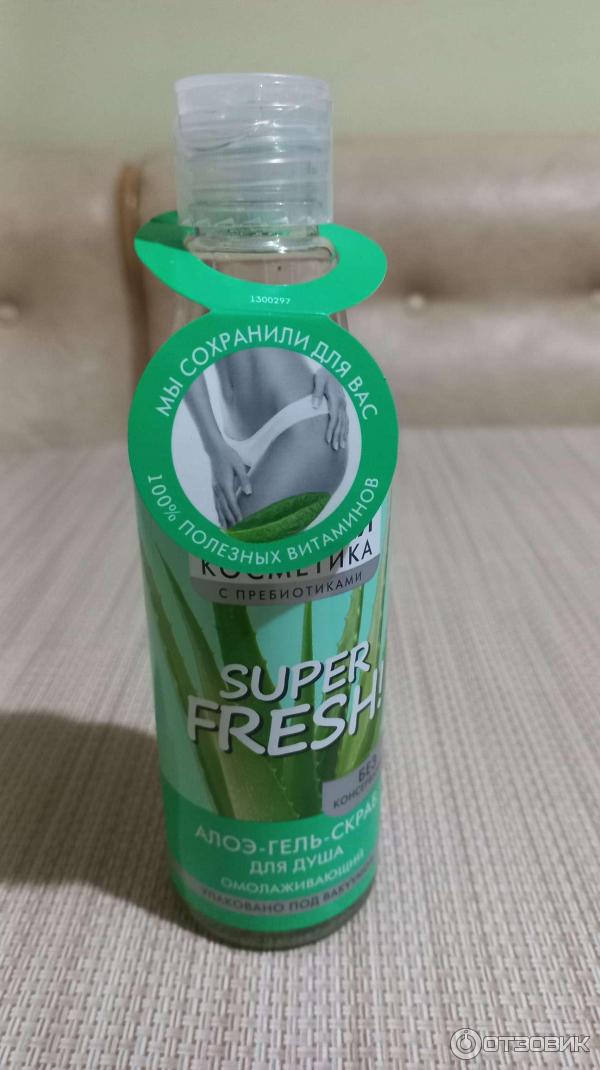 1300297
МЫ СОХРАНИЛИ ДЛЯ ВАС
100% ПОЛЕЗНЫХ ВИТАМИНОВ
КОСМЕТИКА
С ПРЕБИОТИКАМИ
SUPER
FRESH!
БЕЗ
АЛОЭ-ГЕЛЬ-СКРАБ
ДЛЯ ДУША
ОМОЛАЖИВАЮЩИЙ
УПАКОВАНО ПОД
ОТЗОВИК